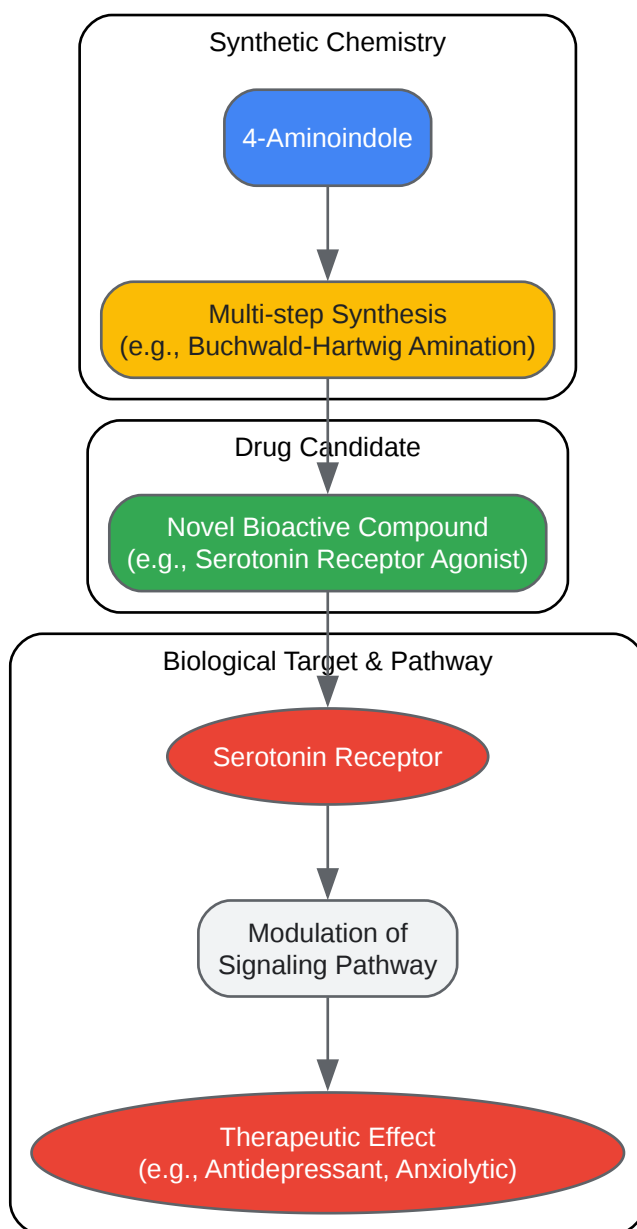 Synthetic Chemistry
4-Aminoindole
Multi-step Synthesis
(e.g., Buchwald-Hartwig Amination)
Drug Candidate
Novel Bioactive Compound
(e.g., Serotonin Receptor Agonist)
Biological Target & Pathway
Serotonin Receptor
Modulation of
Signaling Pathway
Therapeutic Effect
(e.g., Antidepressant, Anxiolytic)